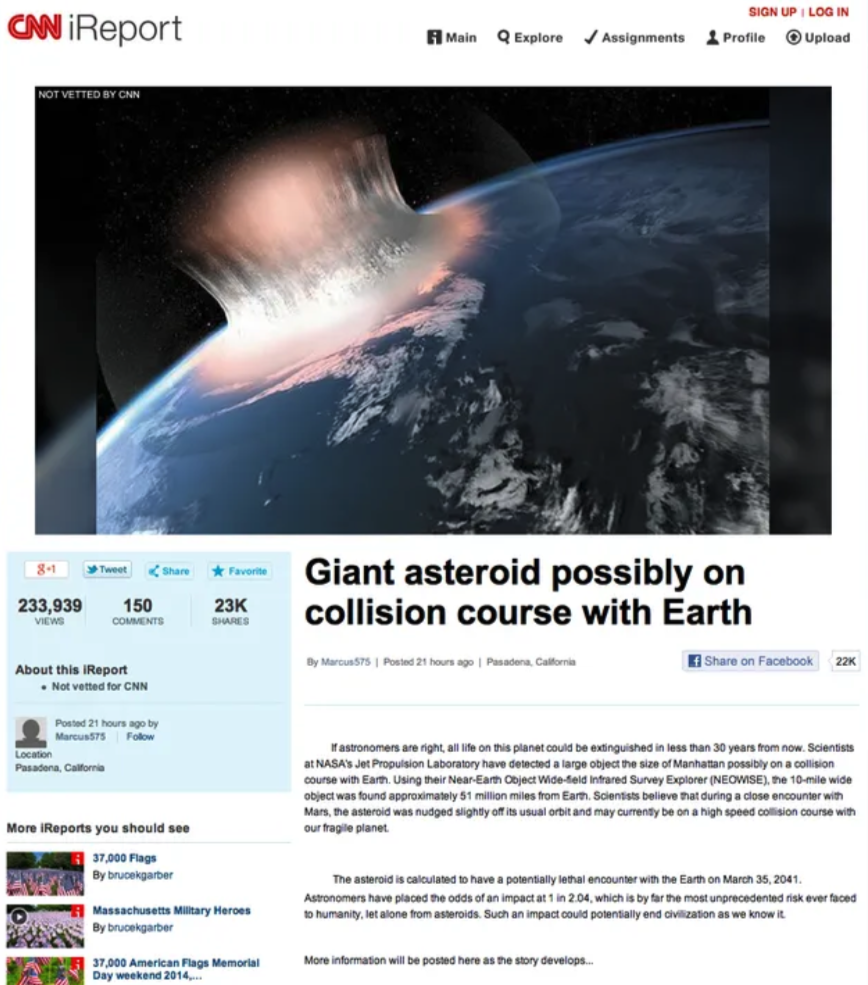 CNN iReport
SIGN UP | LOG IN
Main Explore Assignments Profile Upload
NOT VETTED BY CNN
g+1 Tweet Share Favorite
233,939 150 23K
VIEWS COMMENTS SHARES
About this iReport
• Not vetted for CNN
Posted 21 hours ago by
Marcus575 | Follow
Location
Pasadena, California
More iReports you should see
37,000 Flags
By brucekgarber
Massachusetts Military Heroes
By brucekgarber
37,000 American Flags Memorial
Day weekend 2014,...
Giant asteroid possibly on
collision course with Earth
By Marcus575 | Posted 21 hours ago | Pasadena, California
Share on Facebook 22K
If astronomers are right, all life on this planet could be extinguished in less than 30 years from now. Scientists
at NASA's Jet Propulsion Laboratory have detected a large object the size of Manhattan possibly on a collision
course with Earth. Using their Near-Earth Object Wide-field Infrared Survey Explorer (NEOWISE), the 10-mile wide
object was found approximately 51 million miles from Earth. Scientists believe that during a close encounter with
Mars, the asteroid was nudged slightly off its usual orbit and may currently be on a high speed collision course with
our fragile planet.
The asteroid is calculated to have a potentially lethal encounter with the Earth on March 35, 2041.
Astronomers have placed the odds of an impact at 1 in 2.04, which is by far the most unprecedented risk ever faced
to humanity, let alone from asteroids. Such an impact could potentially end civilization as we know it.
More information will be posted here as the story develops...